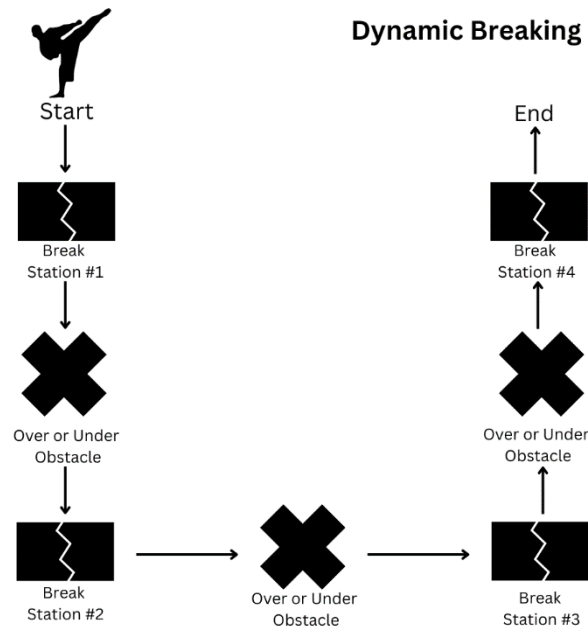 Dynamic Breaking
Start
Break
Station #1
Over or Under
Obstacle
Break
Station #2
Over or Under
Obstacle
Break
Station #3
Over or Under
Obstacle
Break
Station #4
End